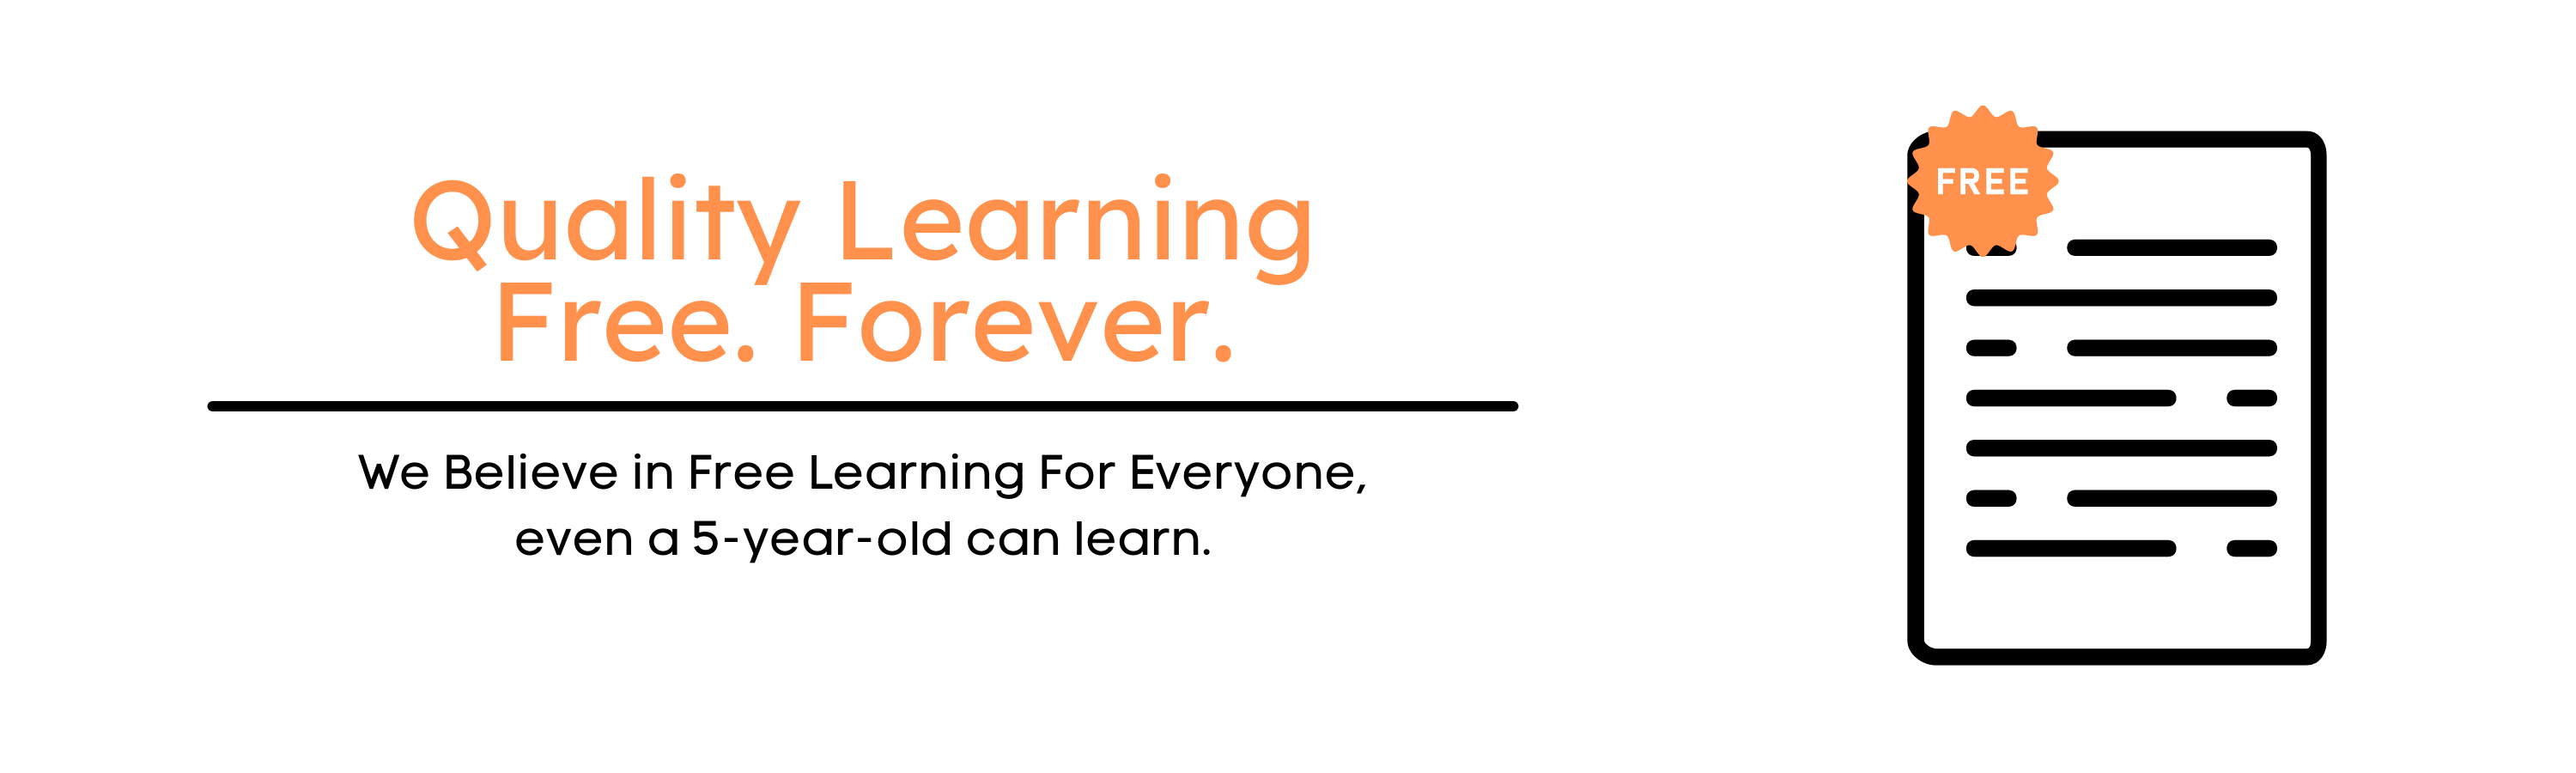 Quality Learning
Free. Forever.
We Believe in Free Learning For Everyone,
even a 5-year-old can learn.
FREE